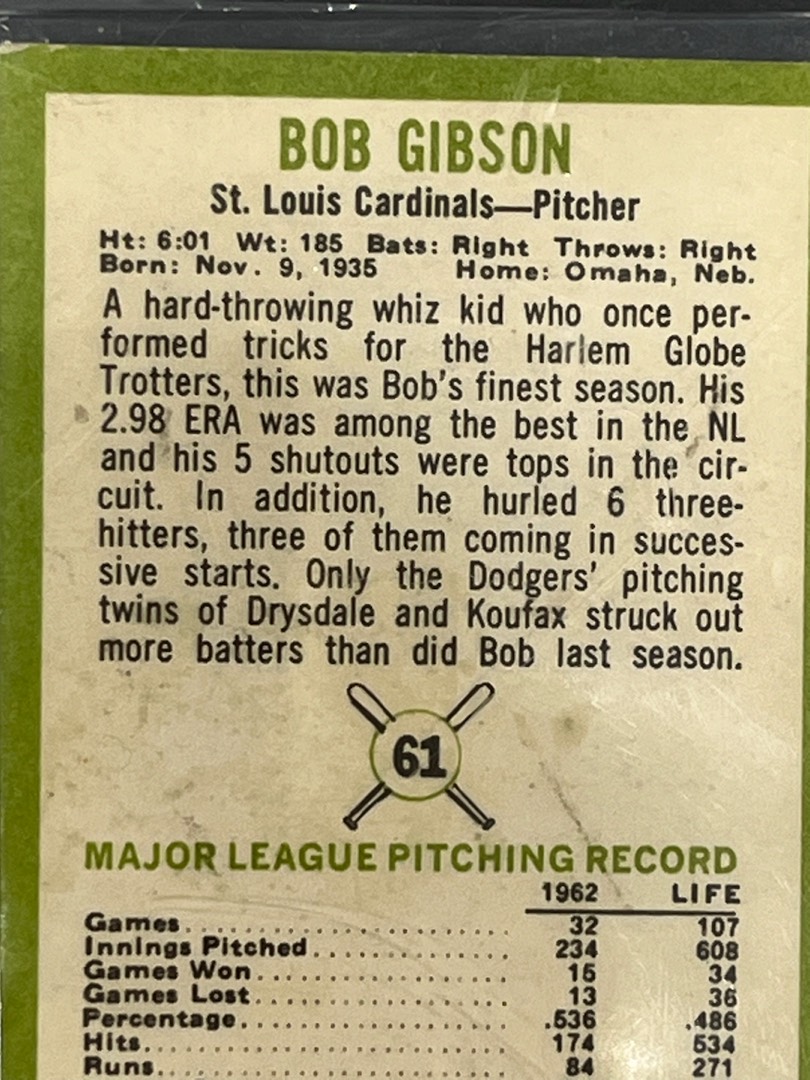 BOB GIBSON
St. Louis Cardinals—Pitcher
Ht: 6:01 Wt: 185 Bats: Right Throws: Right
Born: Nov. 9, 1935 Home: Omaha, Neb.
A hard-throwing whiz kid who once per-
formed tricks for the Harlem Globe
Trotters, this was Bob's finest season. His
2.98 ERA was among the best in the NL
and his 5 shutouts were tops in the cir-
cuit. In addition, he hurled 6 three-
hitters, three of them coming in succes-
sive starts. Only the Dodgers' pitching
twins of Drysdale and Koufax struck out
more batters than did Bob last season.
61
MAJOR LEAGUE PITCHING RECORD
1962 LIFE
Games 32 107
Innings Pitched 234 608
Games Won 15 34
Games Lost 13 36
Percentage .536 .486
Hits 174 534
Runs 84 271